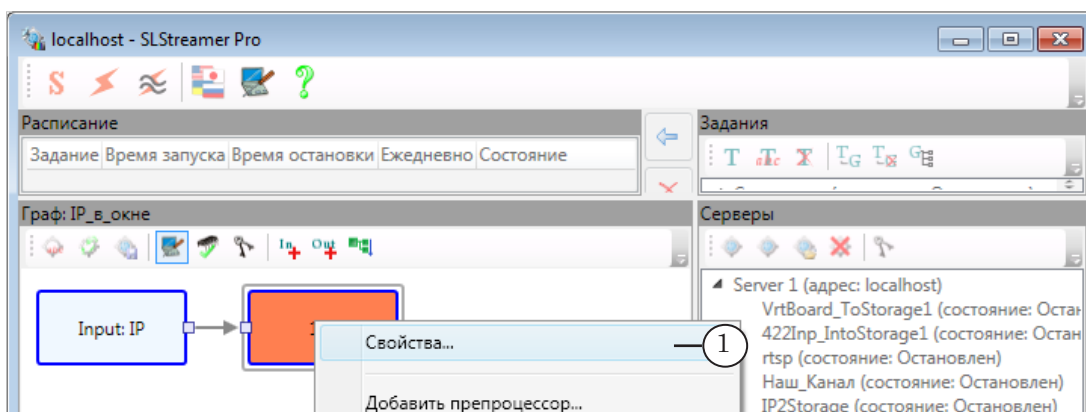 localhost - SLStreamer Pro
Расписание
Задание Время запуска Время остановки Ежедневно Состояние
Задания
Граф: IP_в_окне
In Out
Серверы
Server 1 (адрес: localhost)
VrtBoard_ToStorage1 (состояние: Остан
422Inp_IntoStorage1 (состояние: Остан
rtsp (состояние: Остановлен)
Наш_Канал (состояние: Остановлен)
IP2Storage (состояние: Остановлен)
Input: IP
Свойства...
1
Добавить препроцессор...